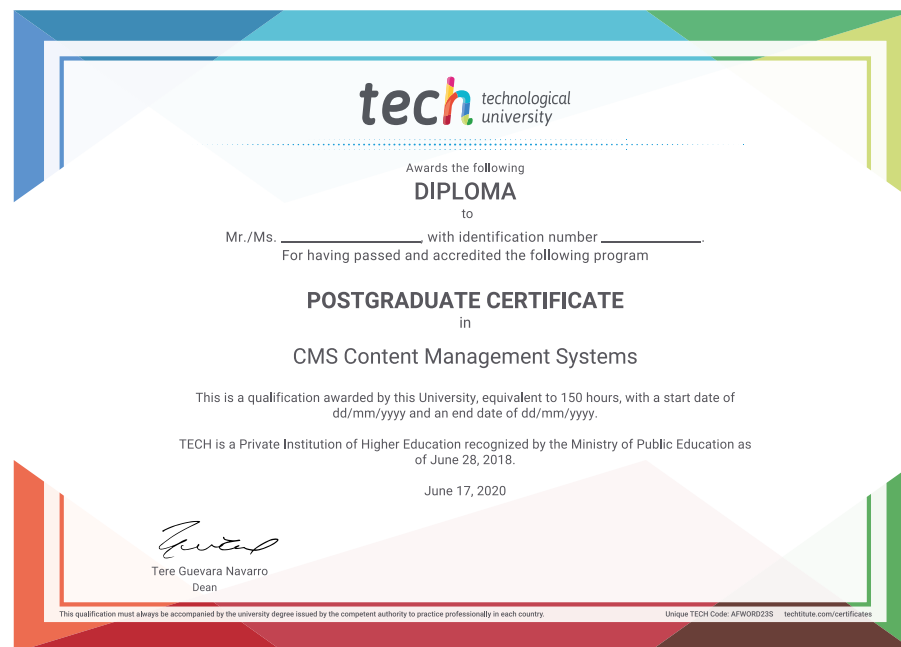 tech technological
university
Awards the following
DIPLOMA
to
Mr./Ms. ____________, with identification number ____________.
For having passed and accredited the following program
POSTGRADUATE CERTIFICATE
in
CMS Content Management Systems
This is a qualification awarded by this University, equivalent to 150 hours, with a start date of
dd/mm/yyyy and an end date of dd/mm/yyyy.
TECH is a Private Institution of Higher Education recognized by the Ministry of Public Education as
of June 28, 2018.
June 17, 2020
Tere Guevara Navarro
Dean
This qualification must always be accompanied by the university degree issued by the competent authority to practice professionally in each country.
Unique TECH Code: AFWORD23S techtitute.com/certificates